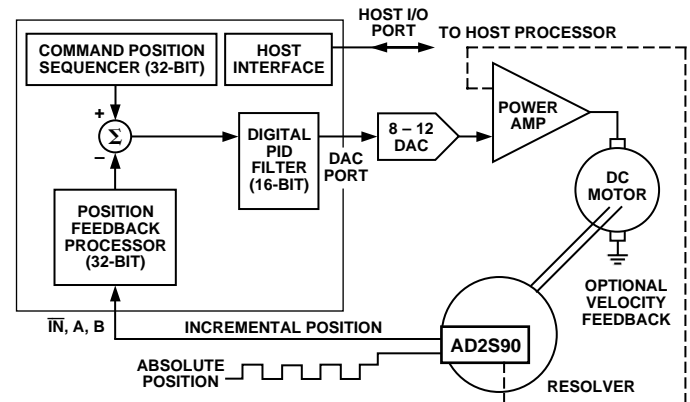 HOST I/O
PORT
TO HOST PROCESSOR
COMMAND POSITION
SEQUENCER (32-BIT)
HOST
INTERFACE
+
Σ
–
DIGITAL
PID
FILTER
(16-BIT)
DAC
PORT
8 – 12
DAC
POWER
AMP
DC
MOTOR
POSITION
FEEDBACK
PROCESSOR
(32-BIT)
OPTIONAL
VELOCITY
FEEDBACK
I̅N̅, A, B
INCREMENTAL POSITION
AD2S90
ABSOLUTE
POSITION
RESOLVER